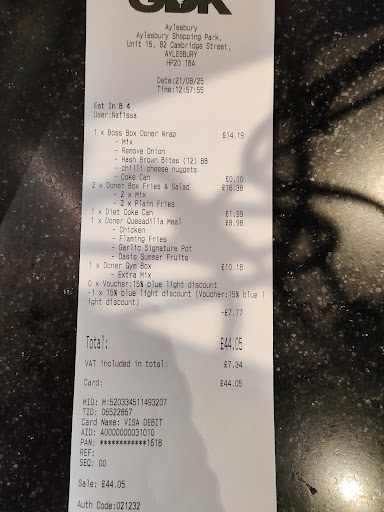 GDK
Aylesbury
Aylesbury Shopping Park,
Unit 15, 82 Cambridge Street,
AYLESBURY
HP20 1BA
Date:21/08/25
Time:12:57:55
Eat In B 4
User:Nafissa
1 x Boss Box Doner Wrap £14.19
- Mix
- Remove Onion
- Hash Brown Bites (12) BB
- chilli cheese nuggets
- Coke Can £0.10
2 x Doner Box Fries & Salad £16.38
- 2 x Mix
- 2 x Plain Fries
1 x Diet Coke Can £1.99
1 x Doner Quesadilla Meal £8.98
- Chicken
- Flaming Fries
- Garlic Signature Pot
- Oasis Summer Fruits
1 x Doner Gym Box £10.18
- Extra Mix
0 x Voucher:15% blue light discount
-1 x 15% blue light discount (Voucher:15% blue l
ight discount)
-£7.77
Total: £44.05
VAT included in total: £7.34
Card: £44.05
MID: M:520334511493207
TID: 06522867
Card Name: VISA DEBIT
AID: A0000000031010
PAN: ************1618
REF:
SEQ: 00
Sale: £44.05
Auth Code:021232